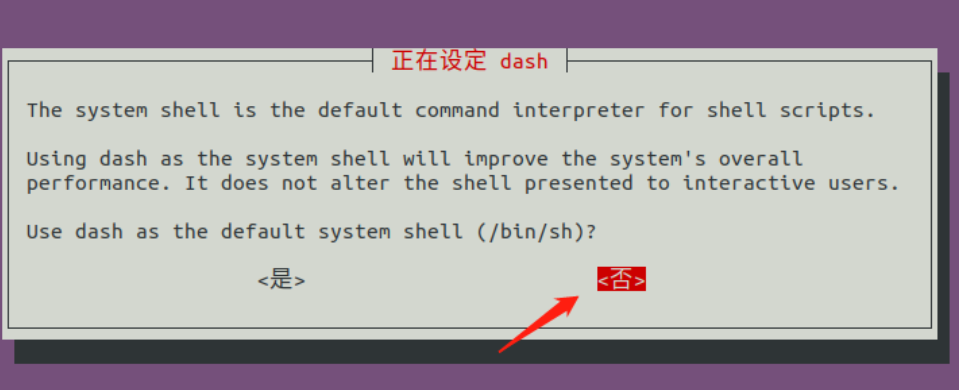 正在设定 dash
The system shell is the default command interpreter for shell scripts.
Using dash as the system shell will improve the system's overall
performance. It does not alter the shell presented to interactive users.
Use dash as the default system shell (/bin/sh)?
<是> <否>